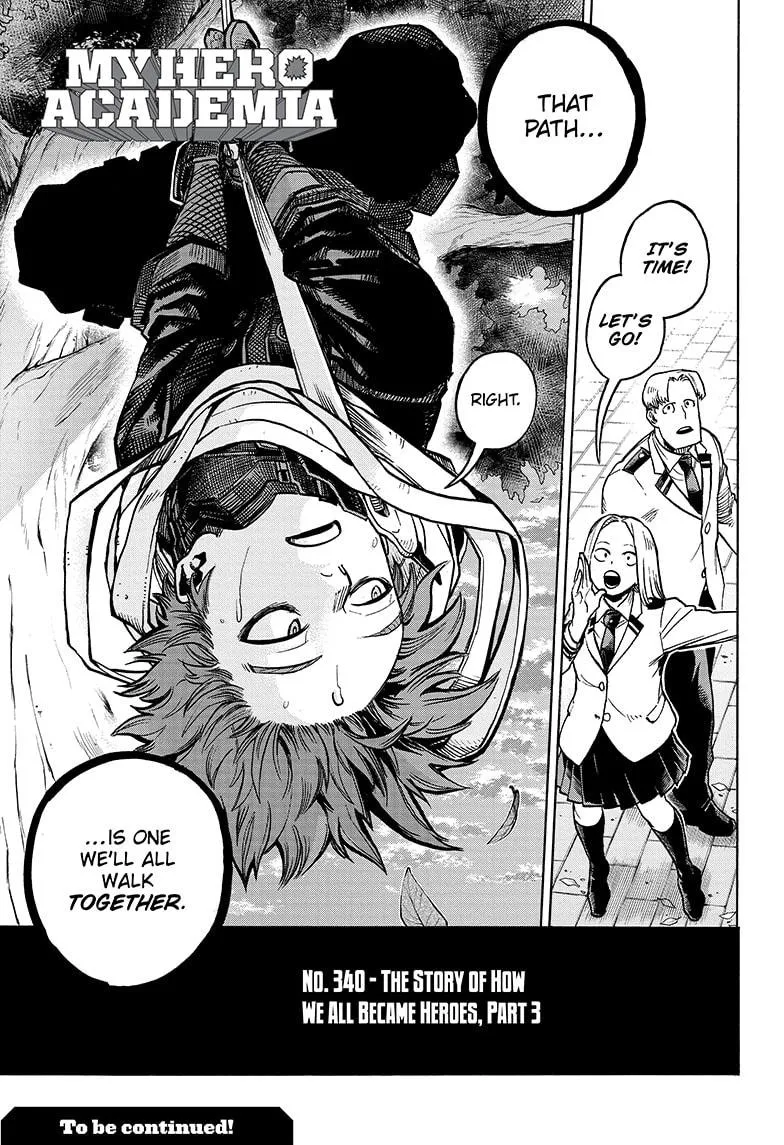 MY HERO
ACADEMIA
THAT
PATH...
IT'S
TIME!
LET'S
GO!
RIGHT.
...IS ONE
WE'LL ALL
WALK
TOGETHER.
NO. 340 - THE STORY OF HOW
WE ALL BECAME HEROES, PART 3
To be continued!